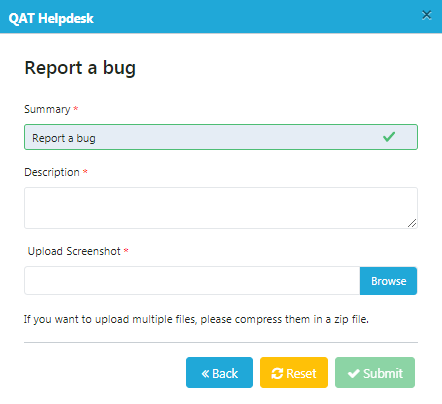 QAT Helpdesk
Report a bug
Summary *
Report a bug
Description *
Upload Screenshot *
Browse
If you want to upload multiple files, please compress them in a zip file.
Back Reset Submit